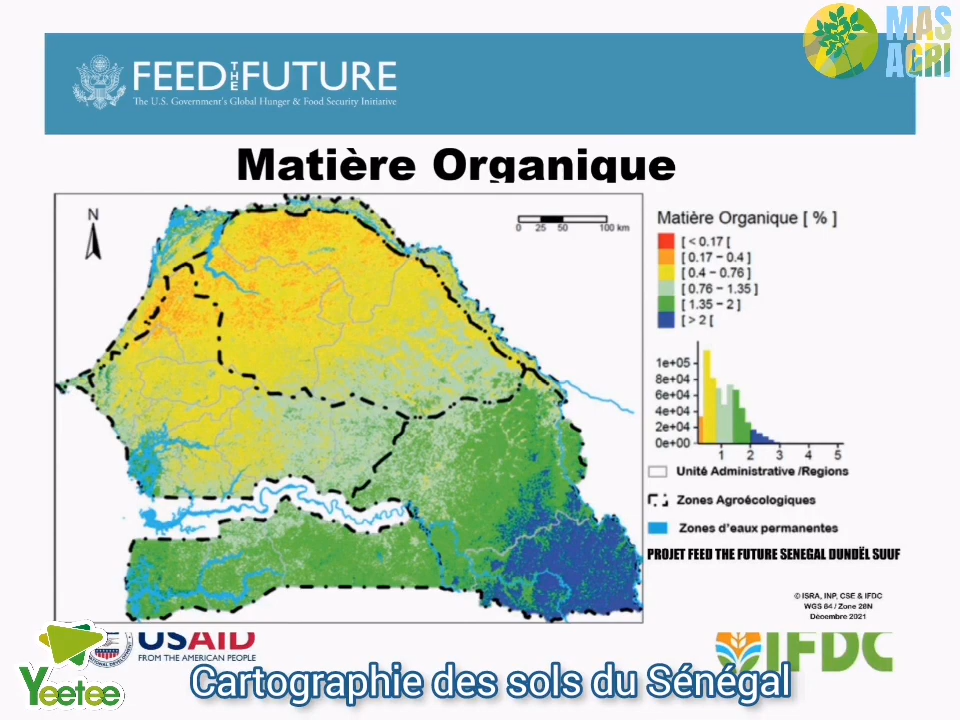 MAS
AGRI
FEED THE FUTURE
The U.S. Government's Global Hunger & Food Security Initiative
Matière Organique
N
0 25 50 100 km
Matière Organique [ % ]
[ < 0.17 [
[ 0.17 - 0.4 ]
[ 0.4 - 0.76 ]
[ 0.76 - 1.35 ]
[ 1.35 - 2 ]
[ > 2 [
1e+05
8e+04
6e+04
4e+04
2e+04
0e+00
1 2 3 4 5
Unité Administrative /Regions
Zones Agroécologiques
Zones d'eaux permanentes
PROJET FEED THE FUTURE SENEGAL DUNDËL SUUF
© ISRA, INP, CSE & IFDC
WGS 84 / Zone 28N
Décembre 2021
USAID
FROM THE AMERICAN PEOPLE
IFDC
Yeetee
Cartographie des sols du Sénégal